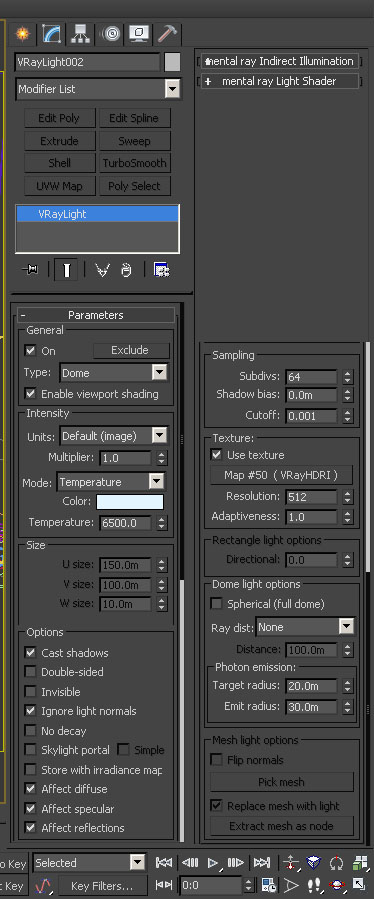 VRayLight002
Modifier List
Edit Poly
Edit Spline
Extrude
Sweep
Shell
TurboSmooth
UVW Map
Poly Select
VRayLight
- Parameters
General
On
Exclude
Type: Dome
Enable viewport shading
Intensity
Units: Default (image)
Multiplier: 1.0
Mode: Temperature
Color:
Temperature: 6500.0
Size
U size: 150.0m
V size: 100.0m
W size: 10.0m
Options
Cast shadows
Double-sided
Invisible
Ignore light normals
No decay
Skylight portal
Simple
Store with irradiance map
Affect diffuse
Affect specular
Affect reflections
mental ray Indirect Illumination
+ mental ray Light Shader
Sampling
Subdivs: 64
Shadow bias: 0.0m
Cutoff: 0.001
Texture:
Use texture
Map #50 ( VRayHDRI )
Resolution: 512
Adaptiveness: 1.0
Rectangle light options
Directional: 0.0
Dome light options
Spherical (full dome)
Ray dist: None
Distance: 100.0m
Photon emission:
Target radius: 20.0m
Emit radius: 30.0m
Mesh light options
Flip normals
Pick mesh
Replace mesh with light
Extract mesh as node
o Key
Selected
t Key
Key Filters...
0:0